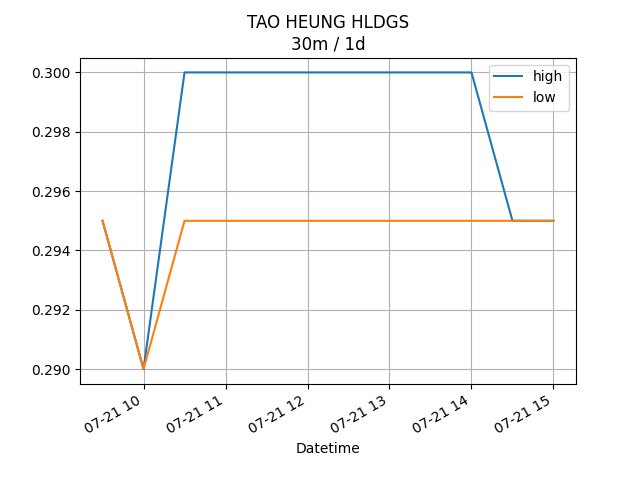 TAO HEUNG HLDGS
30m / 1d
high
low
0.300
0.298
0.296
0.294
0.292
0.290
07-21 10
07-21 11
07-21 12
07-21 13
07-21 14
07-21 15
Datetime